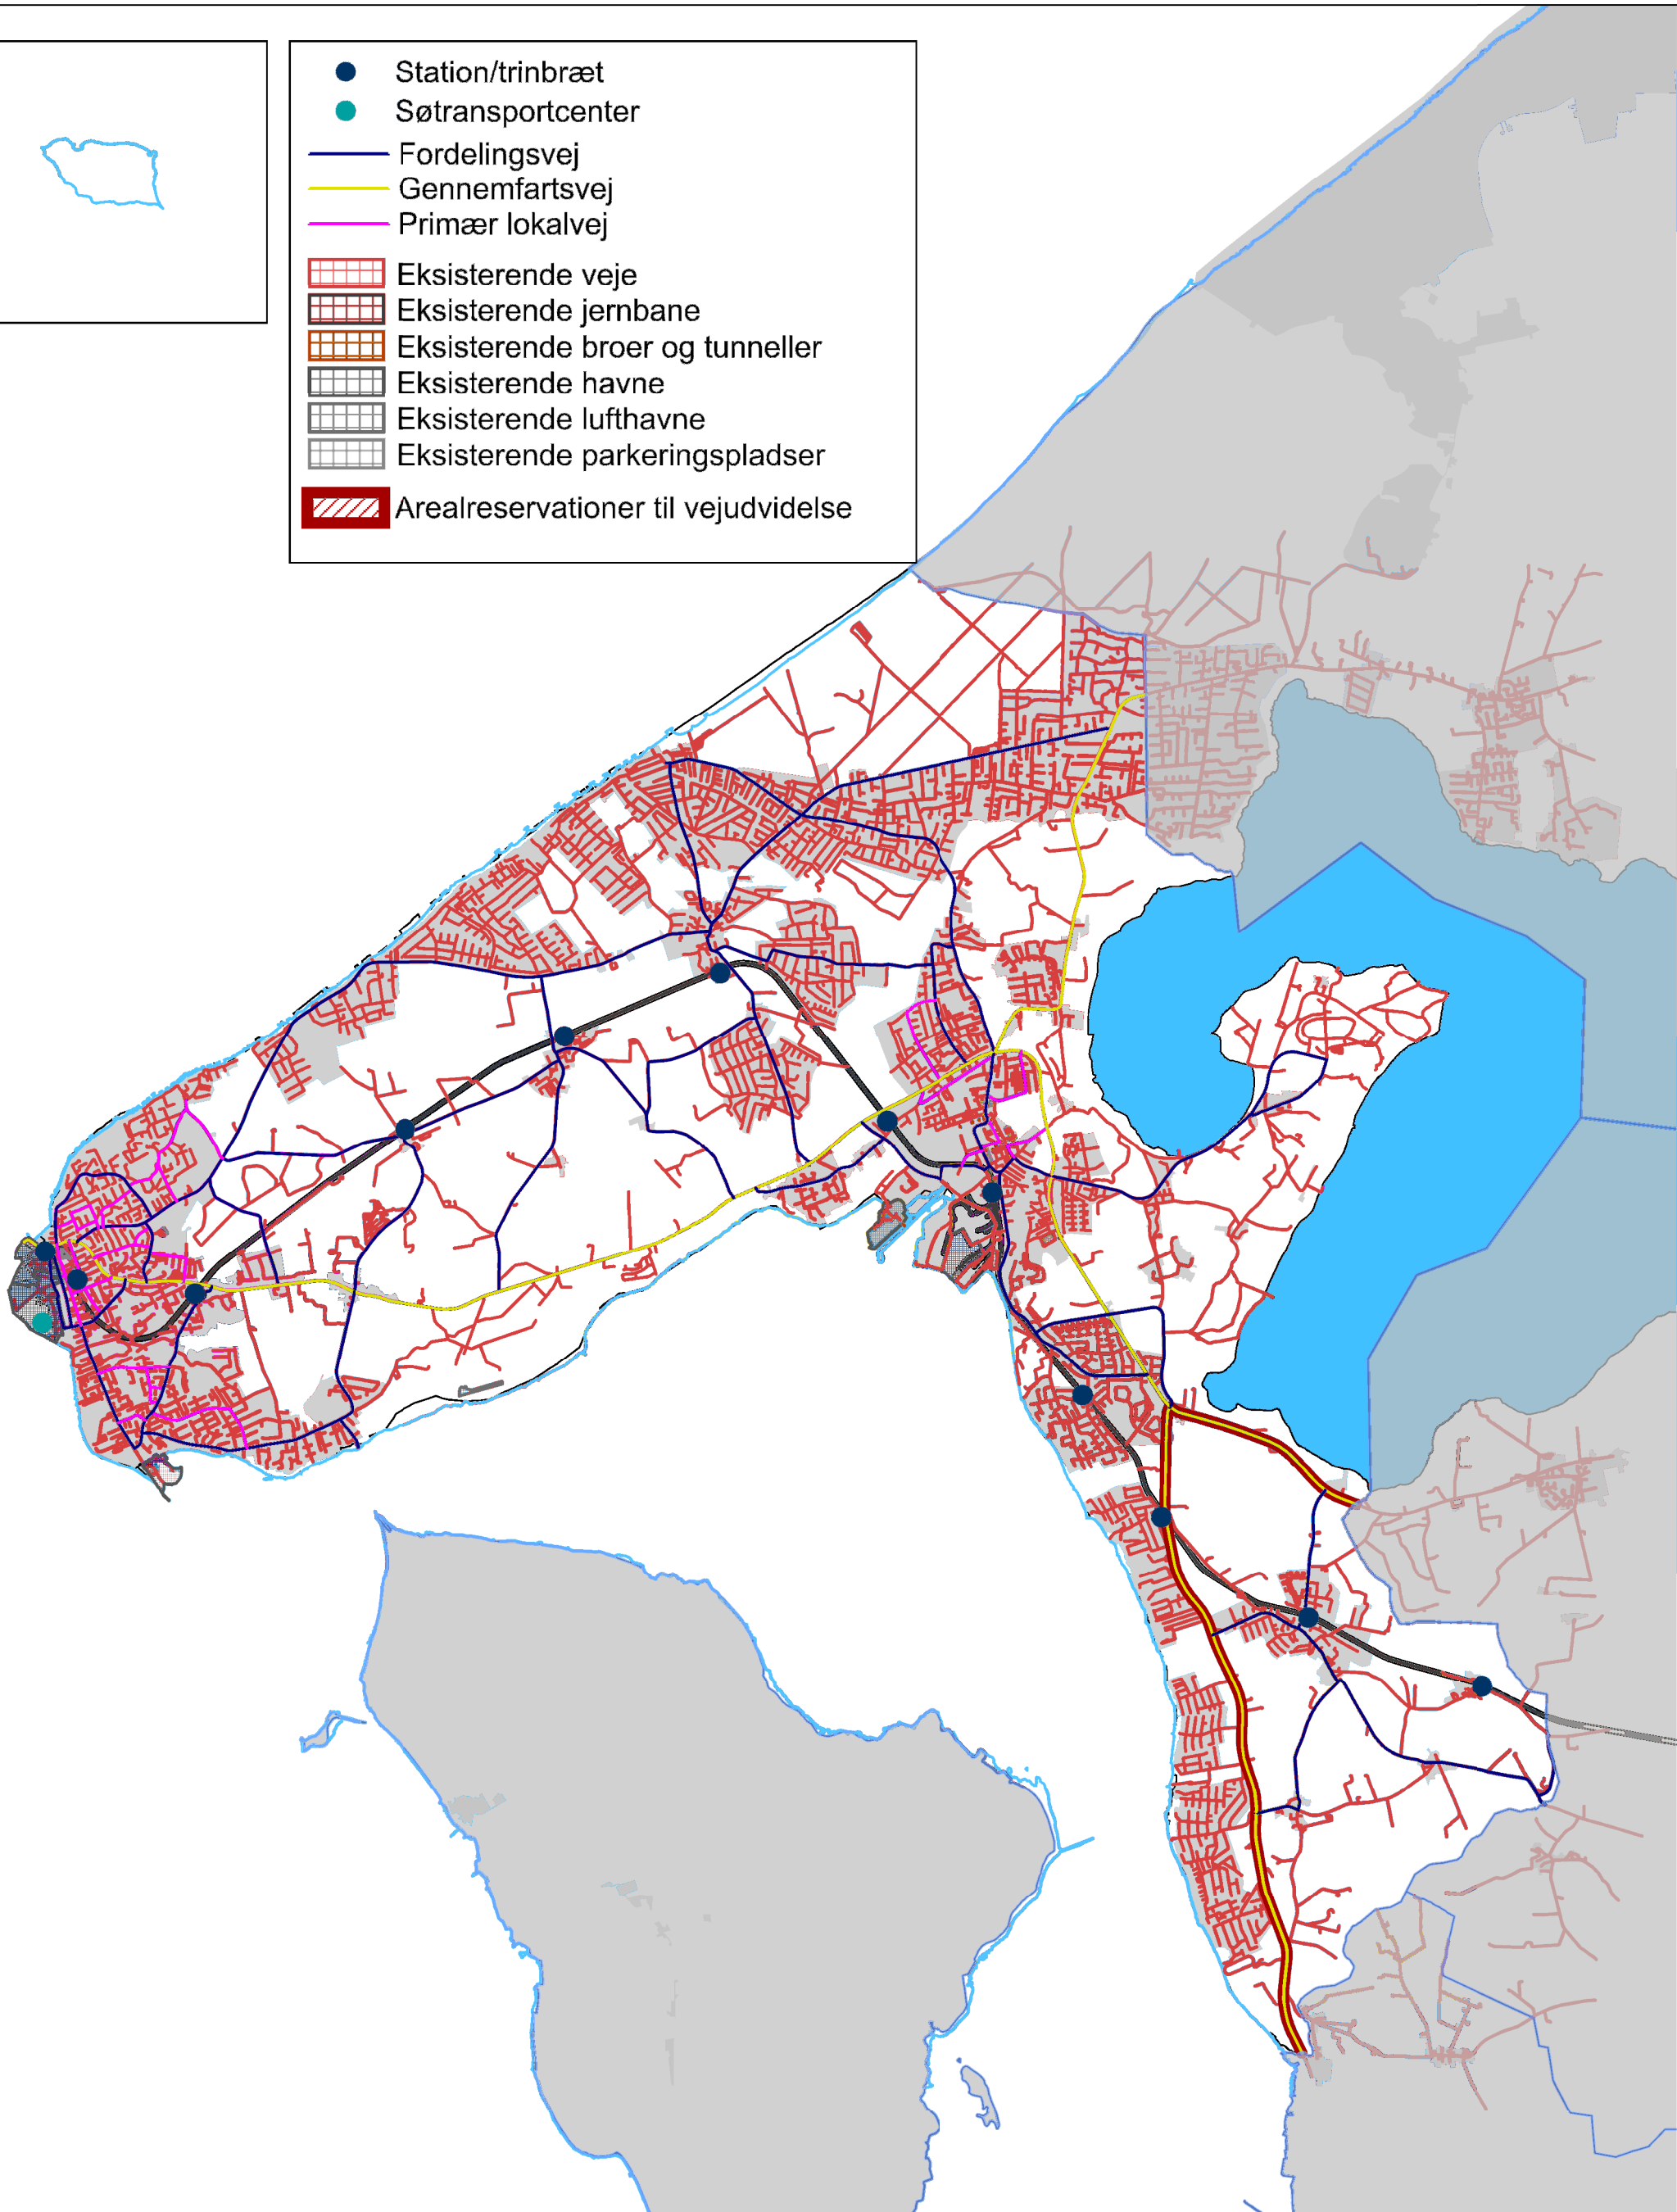 Station/trinbræt
Søtransportcenter
Fordelingsvej
Gennemfartsvej
Primær lokalvej
Eksisterende veje
Eksisterende jernbane
Eksisterende broer og tunneller
Eksisterende havne
Eksisterende lufthavne
Eksisterende parkeringspladser
Arealreservationer til vejudvidelse